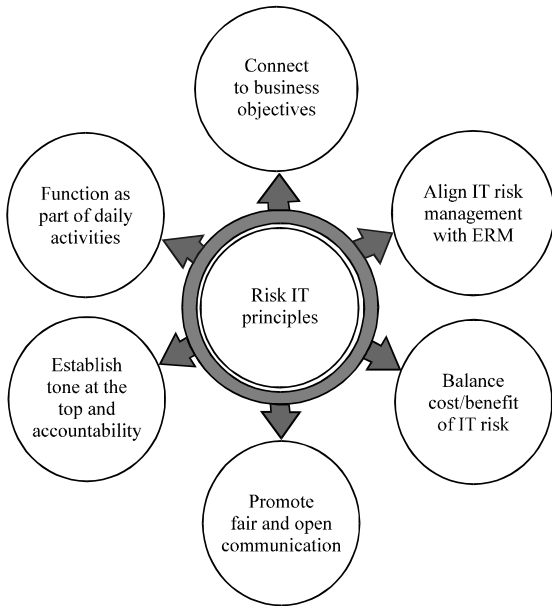 Connect
to business
objectives
Function as
part of daily
activities
Align IT risk
management
with ERM
Risk IT
principles
Establish
tone at the
top and
accountability
Balance
cost/benefit
of IT risk
Promote
fair and open
communication